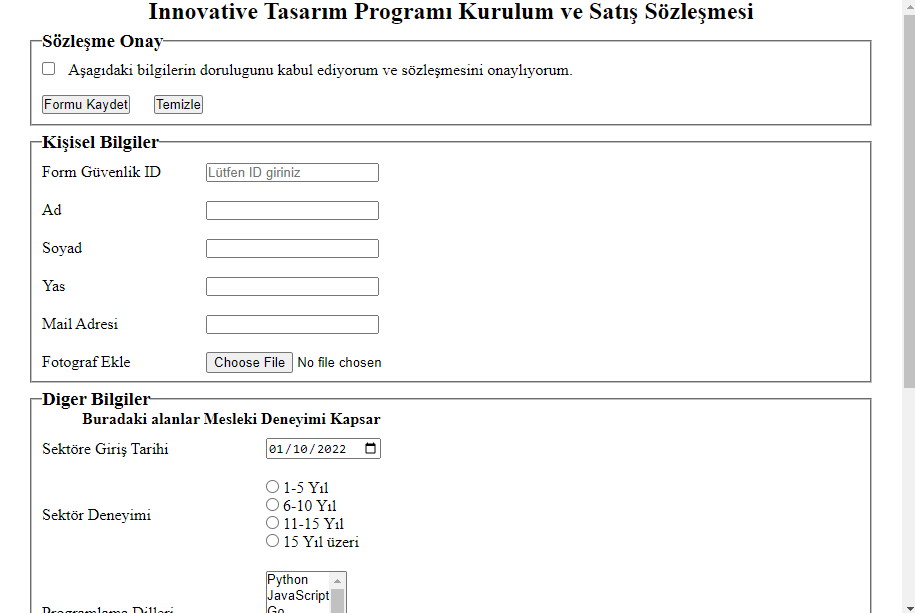 Innovative Tasarım Programı Kurulum ve Satış Sözleşmesi
Sözleşme Onay
Aşagıdaki bilgilerin dorulugunu kabul ediyorum ve sözleşmesini onaylıyorum.
Formu Kaydet Temizle
Kişisel Bilgiler
Form Güvenlik ID Lütfen ID giriniz
Ad
Soyad
Yas
Mail Adresi
Fotograf Ekle Choose File No file chosen
Diger Bilgiler
Buradaki alanlar Mesleki Deneyimi Kapsar
Sektöre Giriş Tarihi 01/10/2022
1-5 Yıl
6-10 Yıl
Sektör Deneyimi
11-15 Yıl
15 Yıl üzeri
Python
JavaScript
Go
Programlama Dilleri